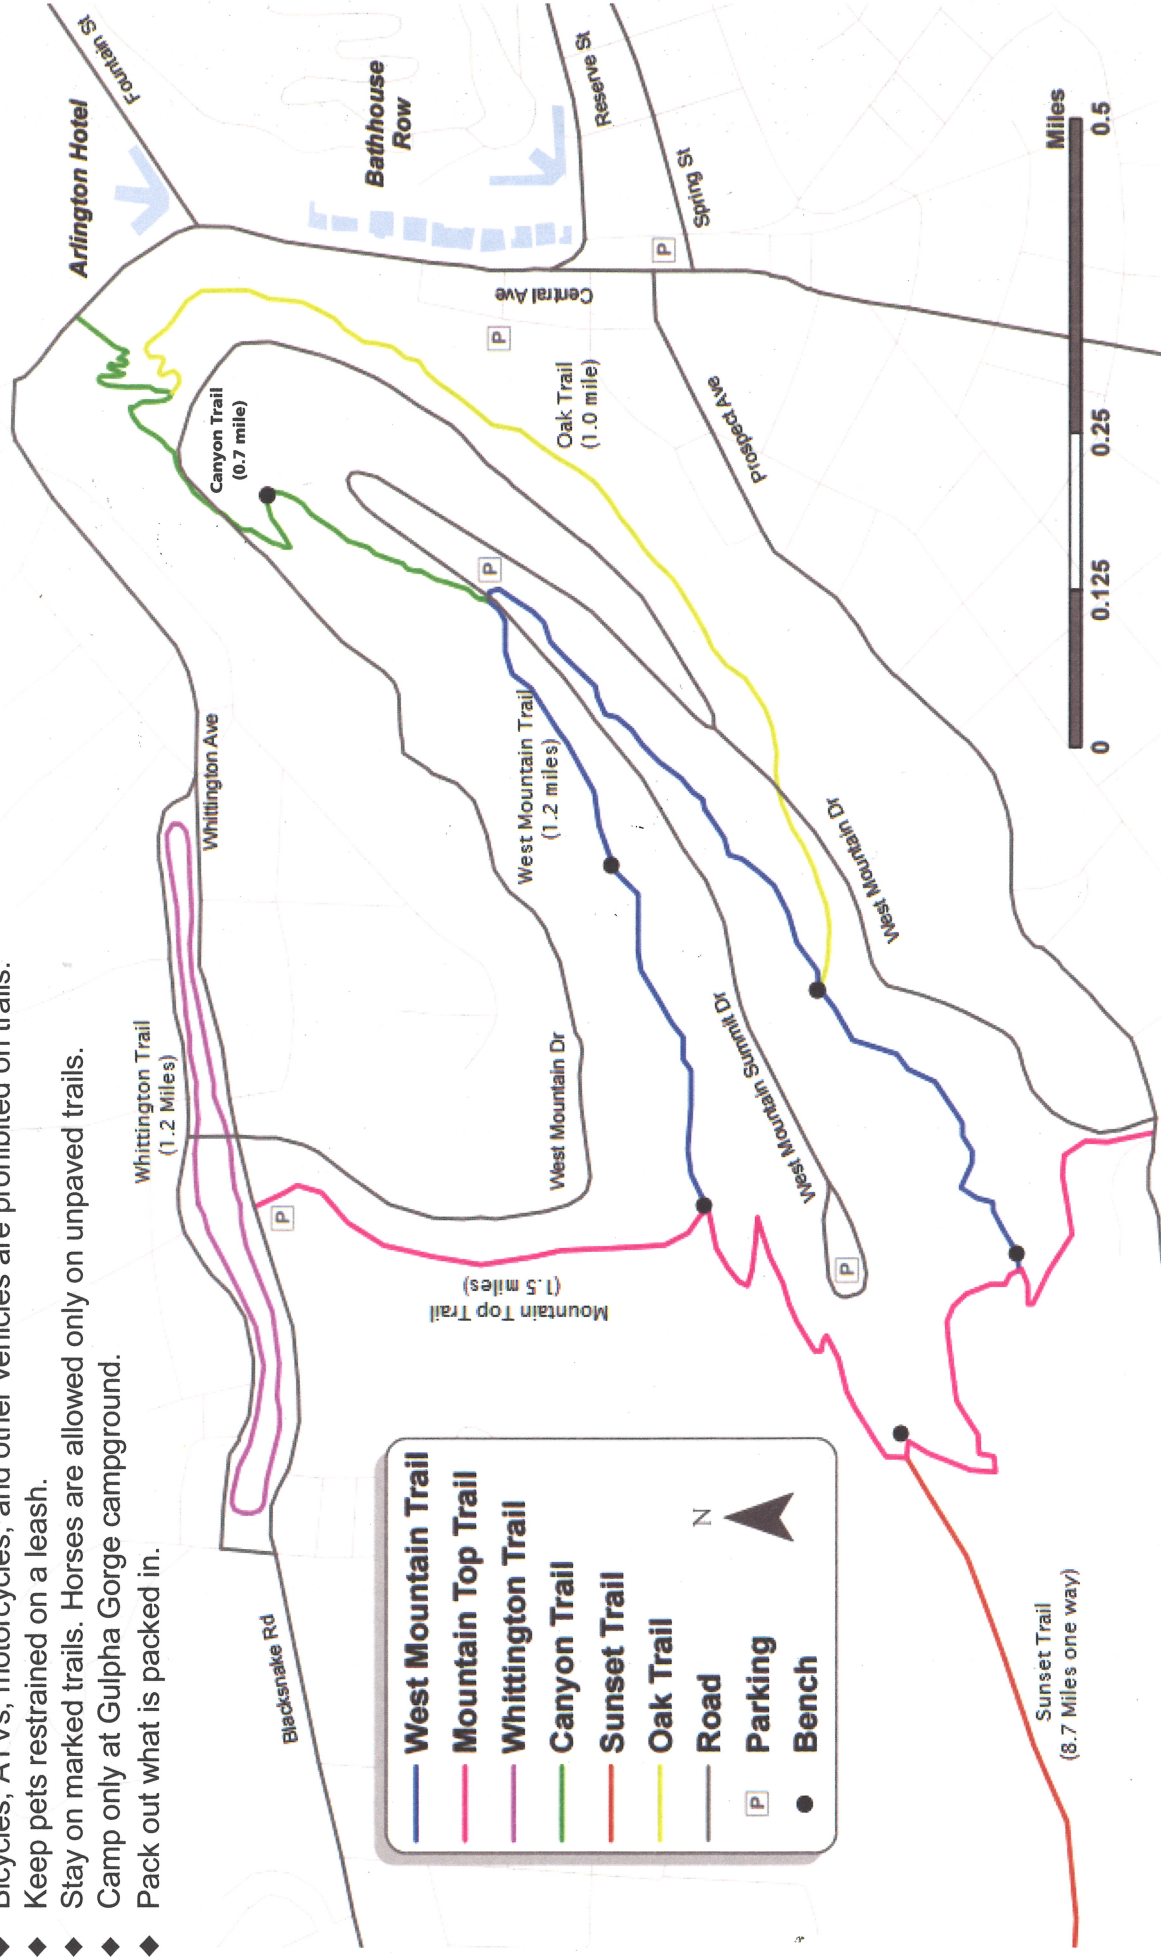 Bicycles, ATVs, motorcycles, and other vehicles are prohibited on trails.
◆ Keep pets restrained on a leash.
◆ Stay on marked trails. Horses are allowed only on unpaved trails.
◆ Camp only at Gulpha Gorge campground.
◆ Pack out what is packed in.
Arlington Hotel
Fountain St
Bathhouse
Row
Reserve St
Spring St
P
Central Ave
P
Canyon Trail
(0.7 mile)
Oak Trail
(1.0 mile)
Prospect Ave
P
Whittington Ave
West Mountain Trail
(1.2 miles)
West Mountain Dr
Whittington Trail
(1.2 Miles)
West Mountain Dr
West Mountain Summit Dr
P
P
Mountain Top Trail
(1.5 miles)
Blacksnake Rd
Sunset Trail
(8.7 Miles one way)
West Mountain Trail
Mountain Top Trail
Whittington Trail
Canyon Trail
Sunset Trail
Oak Trail
Road
P Parking
Bench
N
Miles
0 0.125 0.25 0.5